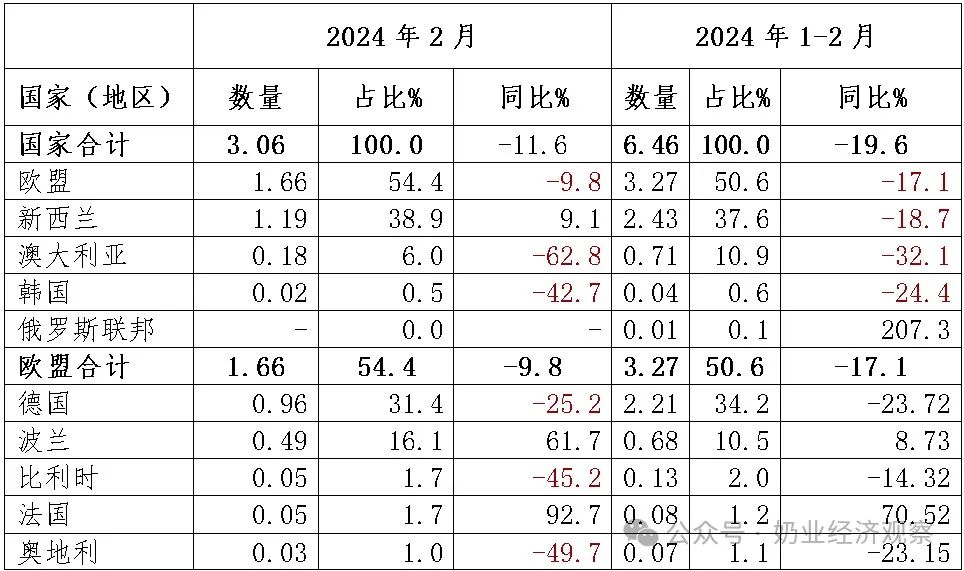 2024 年 2 月 2024 年 1-2 月
国家（地区） 数量 占比% 同比% 数量 占比% 同比%
国家合计 3.06 100.0 -11.6 6.46 100.0 -19.6
欧盟 1.66 54.4 -9.8 3.27 50.6 -17.1
新西兰 1.19 38.9 9.1 2.43 37.6 -18.7
澳大利亚 0.18 6.0 -62.8 0.71 10.9 -32.1
韩国 0.02 0.5 -42.7 0.04 0.6 -24.4
俄罗斯联邦 - 0.0 - 0.01 0.1 207.3
欧盟合计 1.66 54.4 -9.8 3.27 50.6 -17.1
德国 0.96 31.4 -25.2 2.21 34.2 -23.72
波兰 0.49 16.1 61.7 0.68 10.5 8.73
比利时 0.05 1.7 -45.2 0.13 2.0 -14.32
法国 0.05 1.7 92.7 0.08 1.2 70.52
公众号 · 奶业经济观察
奥地利 0.03 1.0 -49.7 0.07 1.1 -23.15